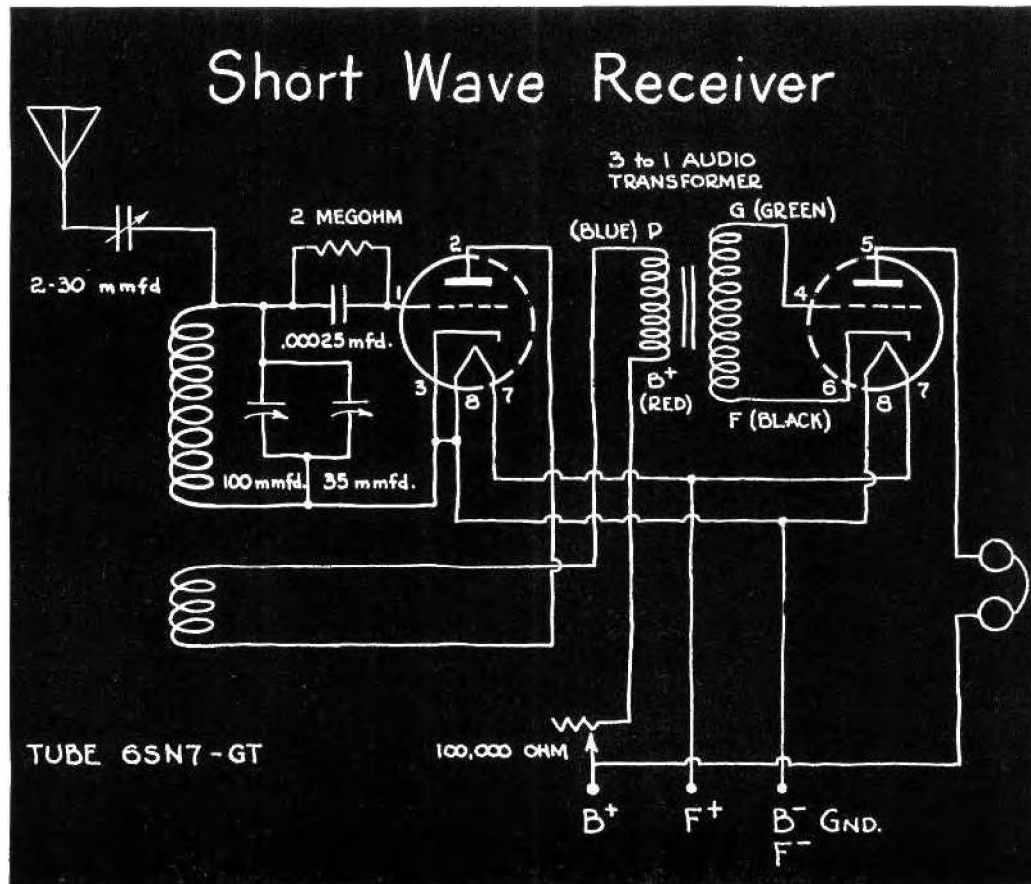 Short Wave Receiver
3 to 1 AUDIO
TRANSFORMER
G (GREEN)
2 MEGOHM
(BLUE) P
2
5
2-30 mmfd
1
4
.00025 mfd.
3
8
7
B+
(RED)
6
8
7
F (BLACK)
100 mmfd.
35 mmfd.
TUBE 6SN7-GT
100,000 OHM
B+
F+
B- GND.
F-